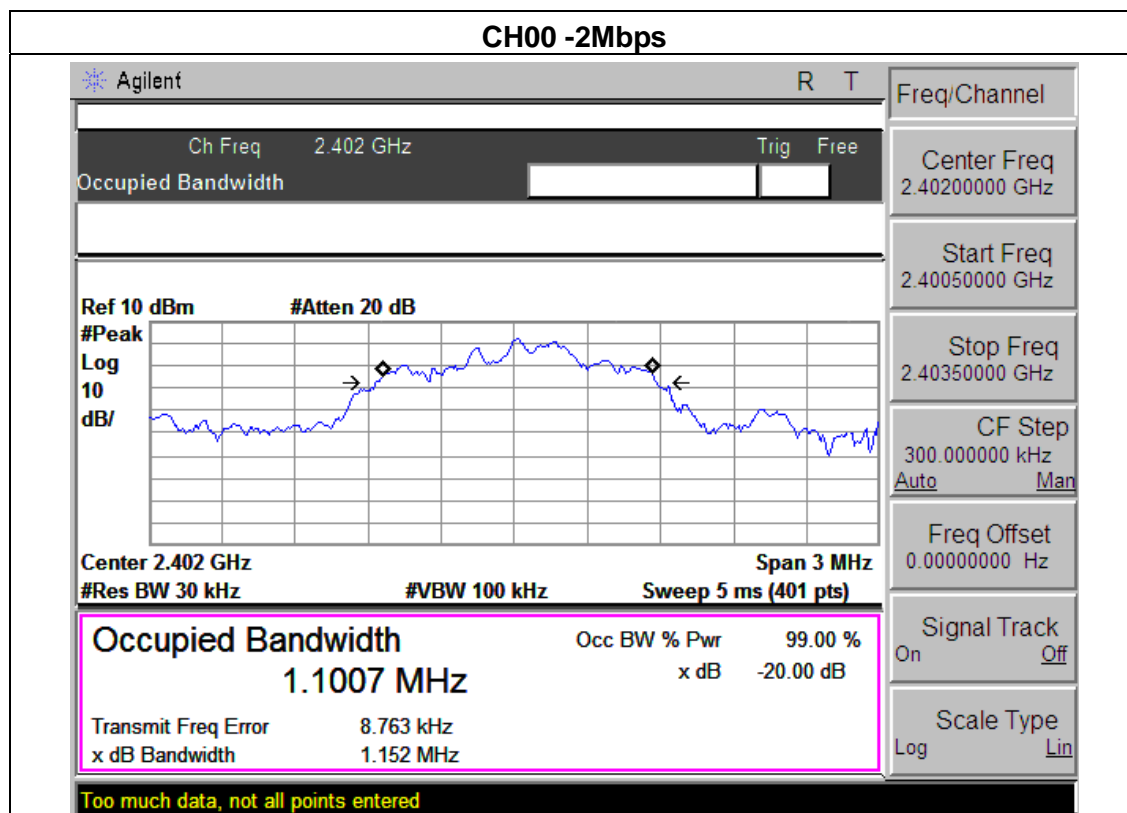 CH00 -2Mbps
Agilent R T
Ch Freq 2.402 GHz Trig Free
Occupied Bandwidth
Ref 10 dBm #Atten 20 dB
#Peak
Log
10
dB/
Center 2.402 GHz Span 3 MHz
#Res BW 30 kHz #VBW 100 kHz Sweep 5 ms (401 pts)
Occupied Bandwidth Occ BW % Pwr 99.00 %
1.1007 MHz x dB -20.00 dB
Transmit Freq Error 8.763 kHz
x dB Bandwidth 1.152 MHz
Too much data, not all points entered
Freq/Channel
Center Freq
2.40200000 GHz
Start Freq
2.40050000 GHz
Stop Freq
2.40350000 GHz
CF Step
300.000000 kHz
Auto Man
Freq Offset
0.00000000 Hz
Signal Track
On Off
Scale Type
Log Lin